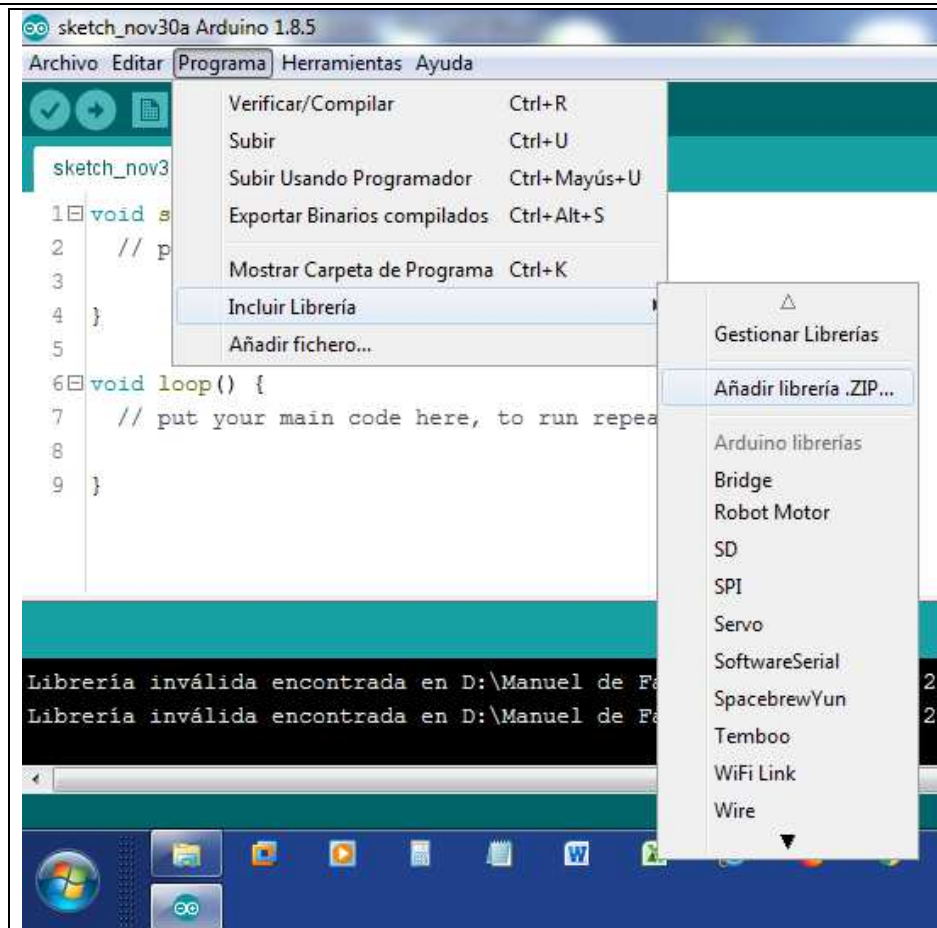 sketch_nov30a Arduino 1.8.5
Archivo Editar Programa Herramientas Ayuda
Verificar/Compilar Ctrl+R
Subir Ctrl+U
Subir Usando Programador Ctrl+Mayús+U
Exportar Binarios compilados Ctrl+Alt+S
Mostrar Carpeta de Programa Ctrl+K
Incluir Librería
Añadir fichero...
Gestionar Librerías
Añadir librería .ZIP...
Arduino librerías
Bridge
Robot Motor
SD
SPI
Servo
SoftwareSerial
SpacebrewYun
Temboo
WiFi Link
Wire
sketch_nov3
1 void s
2 // p
3
4 }
5
6 void loop() {
7 // put your main code here, to run repea
8
9 }
Librería inválida encontrada en D:\Manuel de Fa 2
Librería inválida encontrada en D:\Manuel de Fa 2